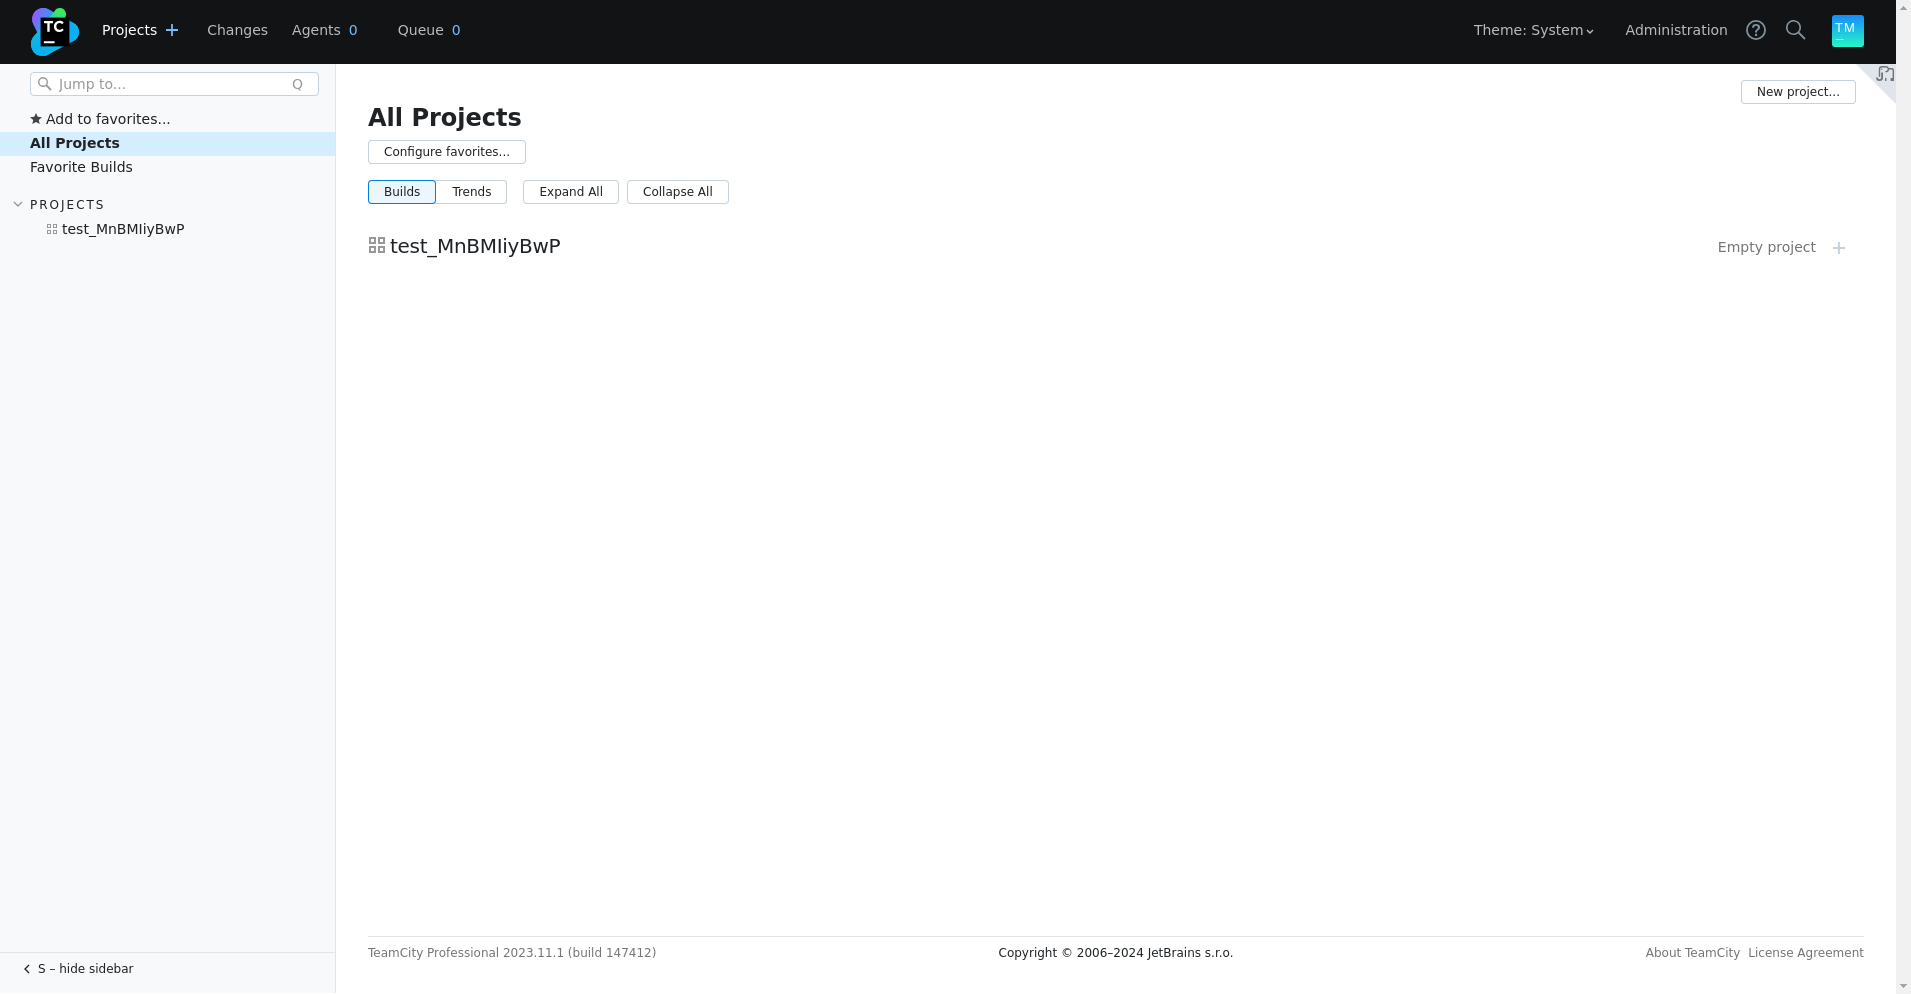 TC
Projects
Changes
Agents 0
Queue 0
Theme: System
Administration
TM
Jump to...
Q
Add to favorites...
All Projects
Favorite Builds
PROJECTS
test_MnBMIiyBwP
S – hide sidebar
New project...
All Projects
Configure favorites...
Builds
Trends
Expand All
Collapse All
test_MnBMIiyBwP
Empty project
TeamCity Professional 2023.11.1 (build 147412)
Copyright © 2006–2024 JetBrains s.r.o.
About TeamCity
License Agreement